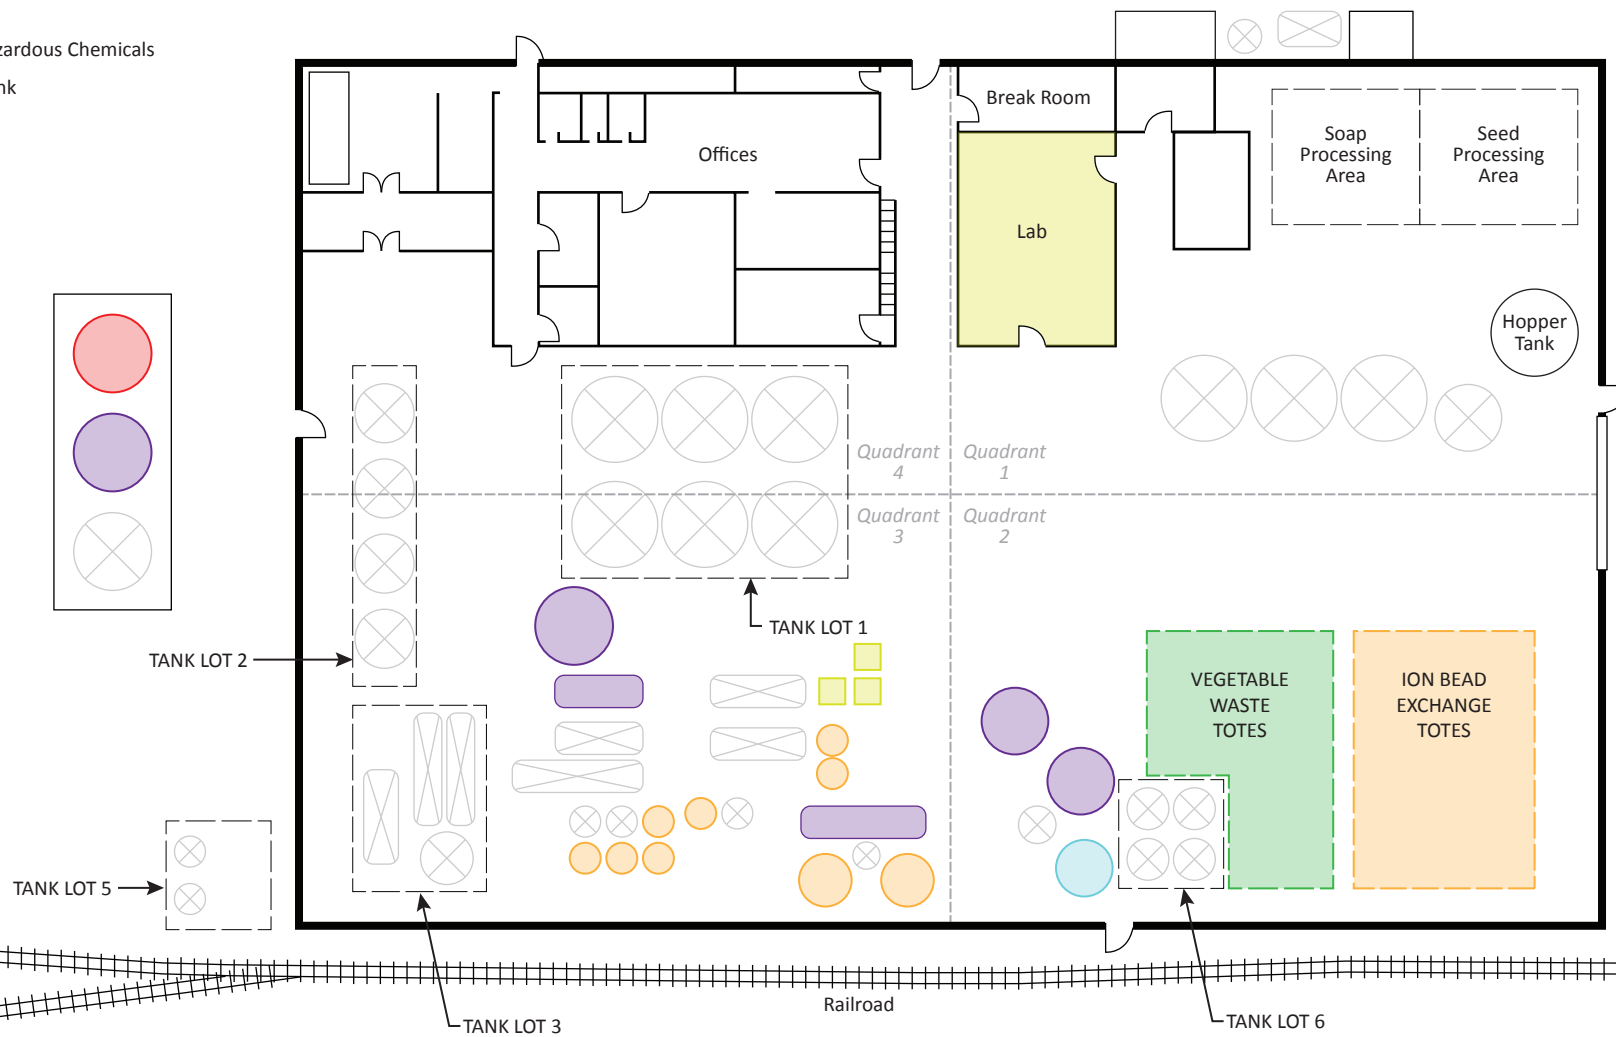 Chemicals
Break Room
Offices
Soap
Processing
Area
Seed
Processing
Area
Lab
Hopper
Tank
Quadrant
4
Quadrant
1
Quadrant
3
Quadrant
2
TANK LOT 1
TANK LOT 2
VEGETABLE
WASTE
TOTES
ION BEAD
EXCHANGE
TOTES
TANK LOT 5
Railroad
TANK LOT 3
TANK LOT 6